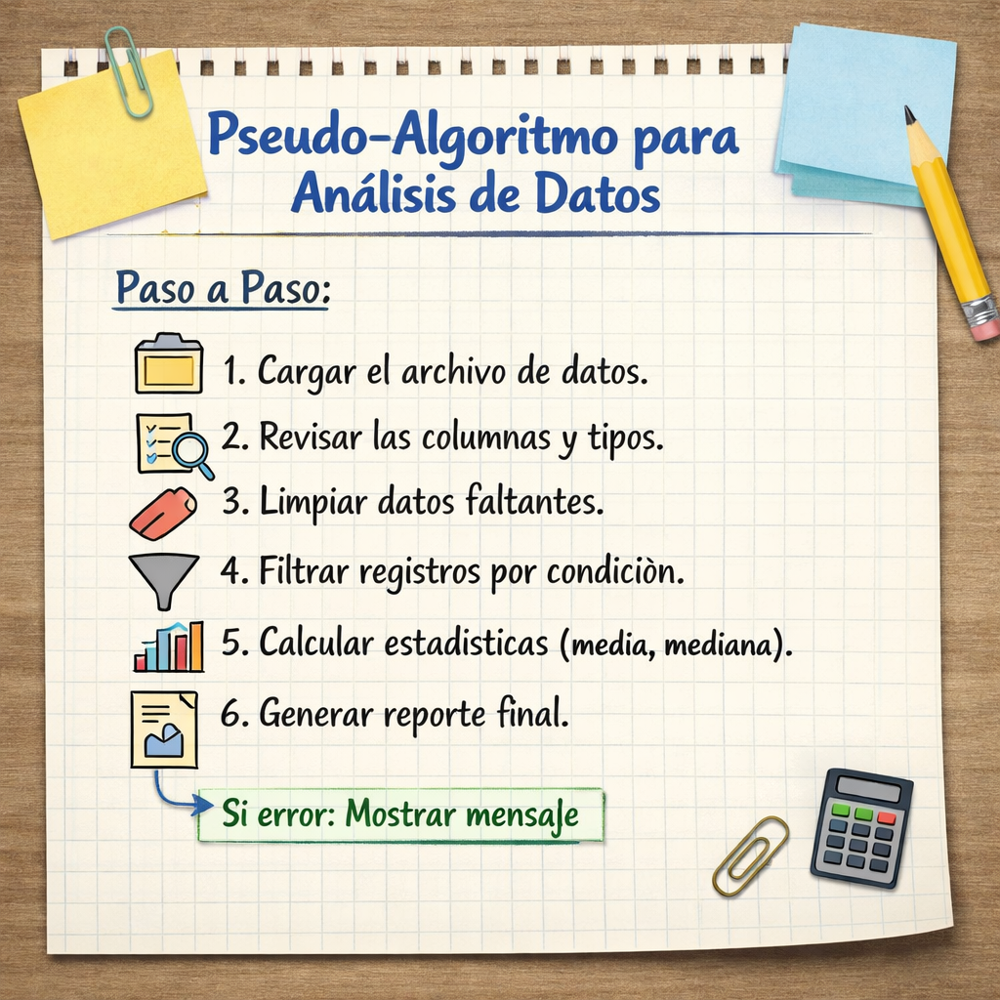 Pseudo-Algoritmo para
Análisis de Datos
Paso a Paso:
1. Cargar el archivo de datos.
2. Revisar las columnas y tipos.
3. Limpiar datos faltantes.
4. Filtrar registros por condiciòn.
5. Calcular estadisticas (media, mediana).
6. Generar reporte final.
Si error: Mostrar mensaje